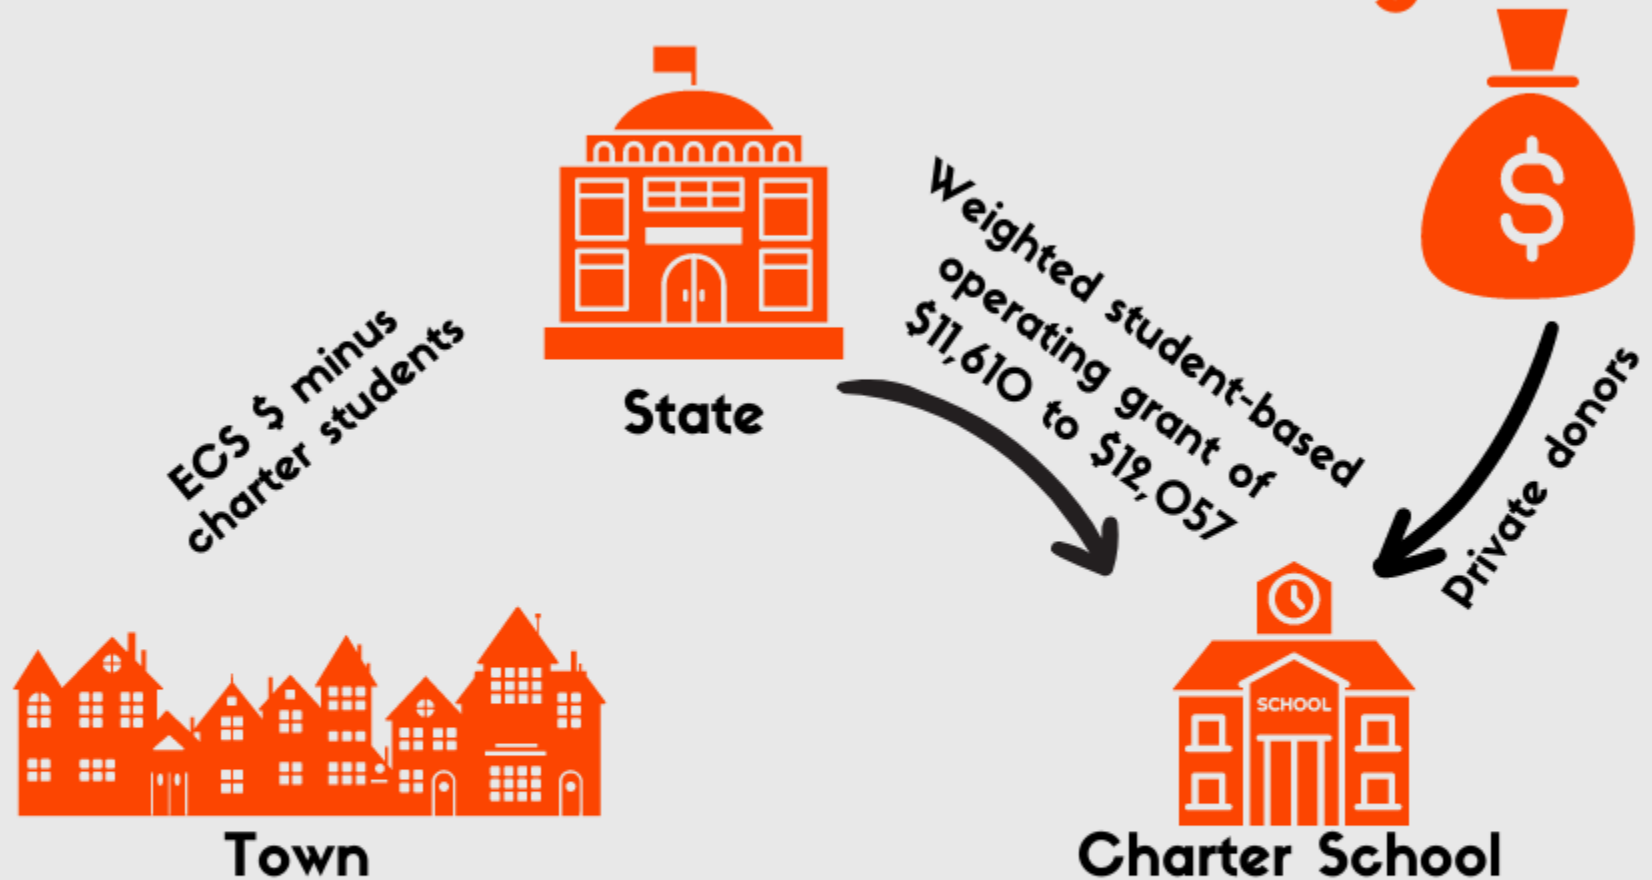 ECS $ minus
charter students
State
Weighted student-based
operating grant of
$11,610 to $12,057
$
Private donors
SCHOOL
Town
Charter School